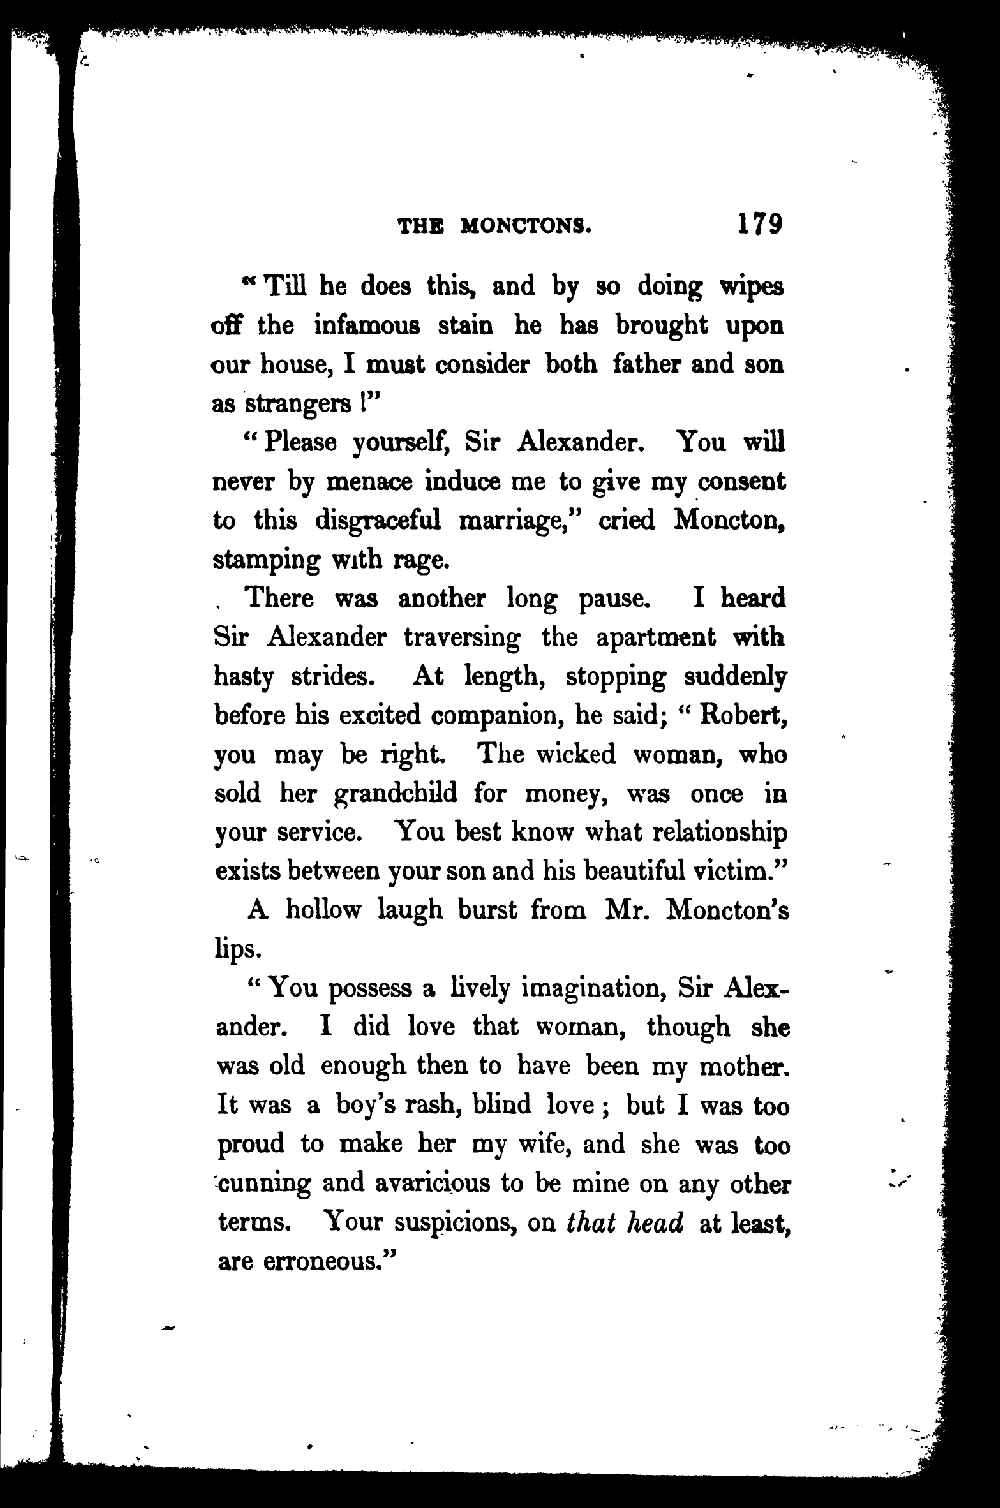 THE MONCTONS. 179
“Till he does this, and by so doing wipes
off the infamous stain he has brought upon
our house, I must consider both father and son
as strangers !”
“Please yourself, Sir Alexander. You will
never by menace induce me to give my consent
to this disgraceful marriage,” cried Moncton,
stamping with rage.
There was another long pause. I heard
Sir Alexander traversing the apartment with
hasty strides. At length, stopping suddenly
before his excited companion, he said; “Robert,
you may be right. The wicked woman, who
sold her grandchild for money, was once in
your service. You best know what relationship
exists between your son and his beautiful victim.”
A hollow laugh burst from Mr. Moncton’s
lips.
“You possess a lively imagination, Sir Alex-
ander. I did love that woman, though she
was old enough then to have been my mother.
It was a boy’s rash, blind love ; but I was too
proud to make her my wife, and she was too
cunning and avaricious to be mine on any other
terms. Your suspicions, on that head at least,
are erroneous.”